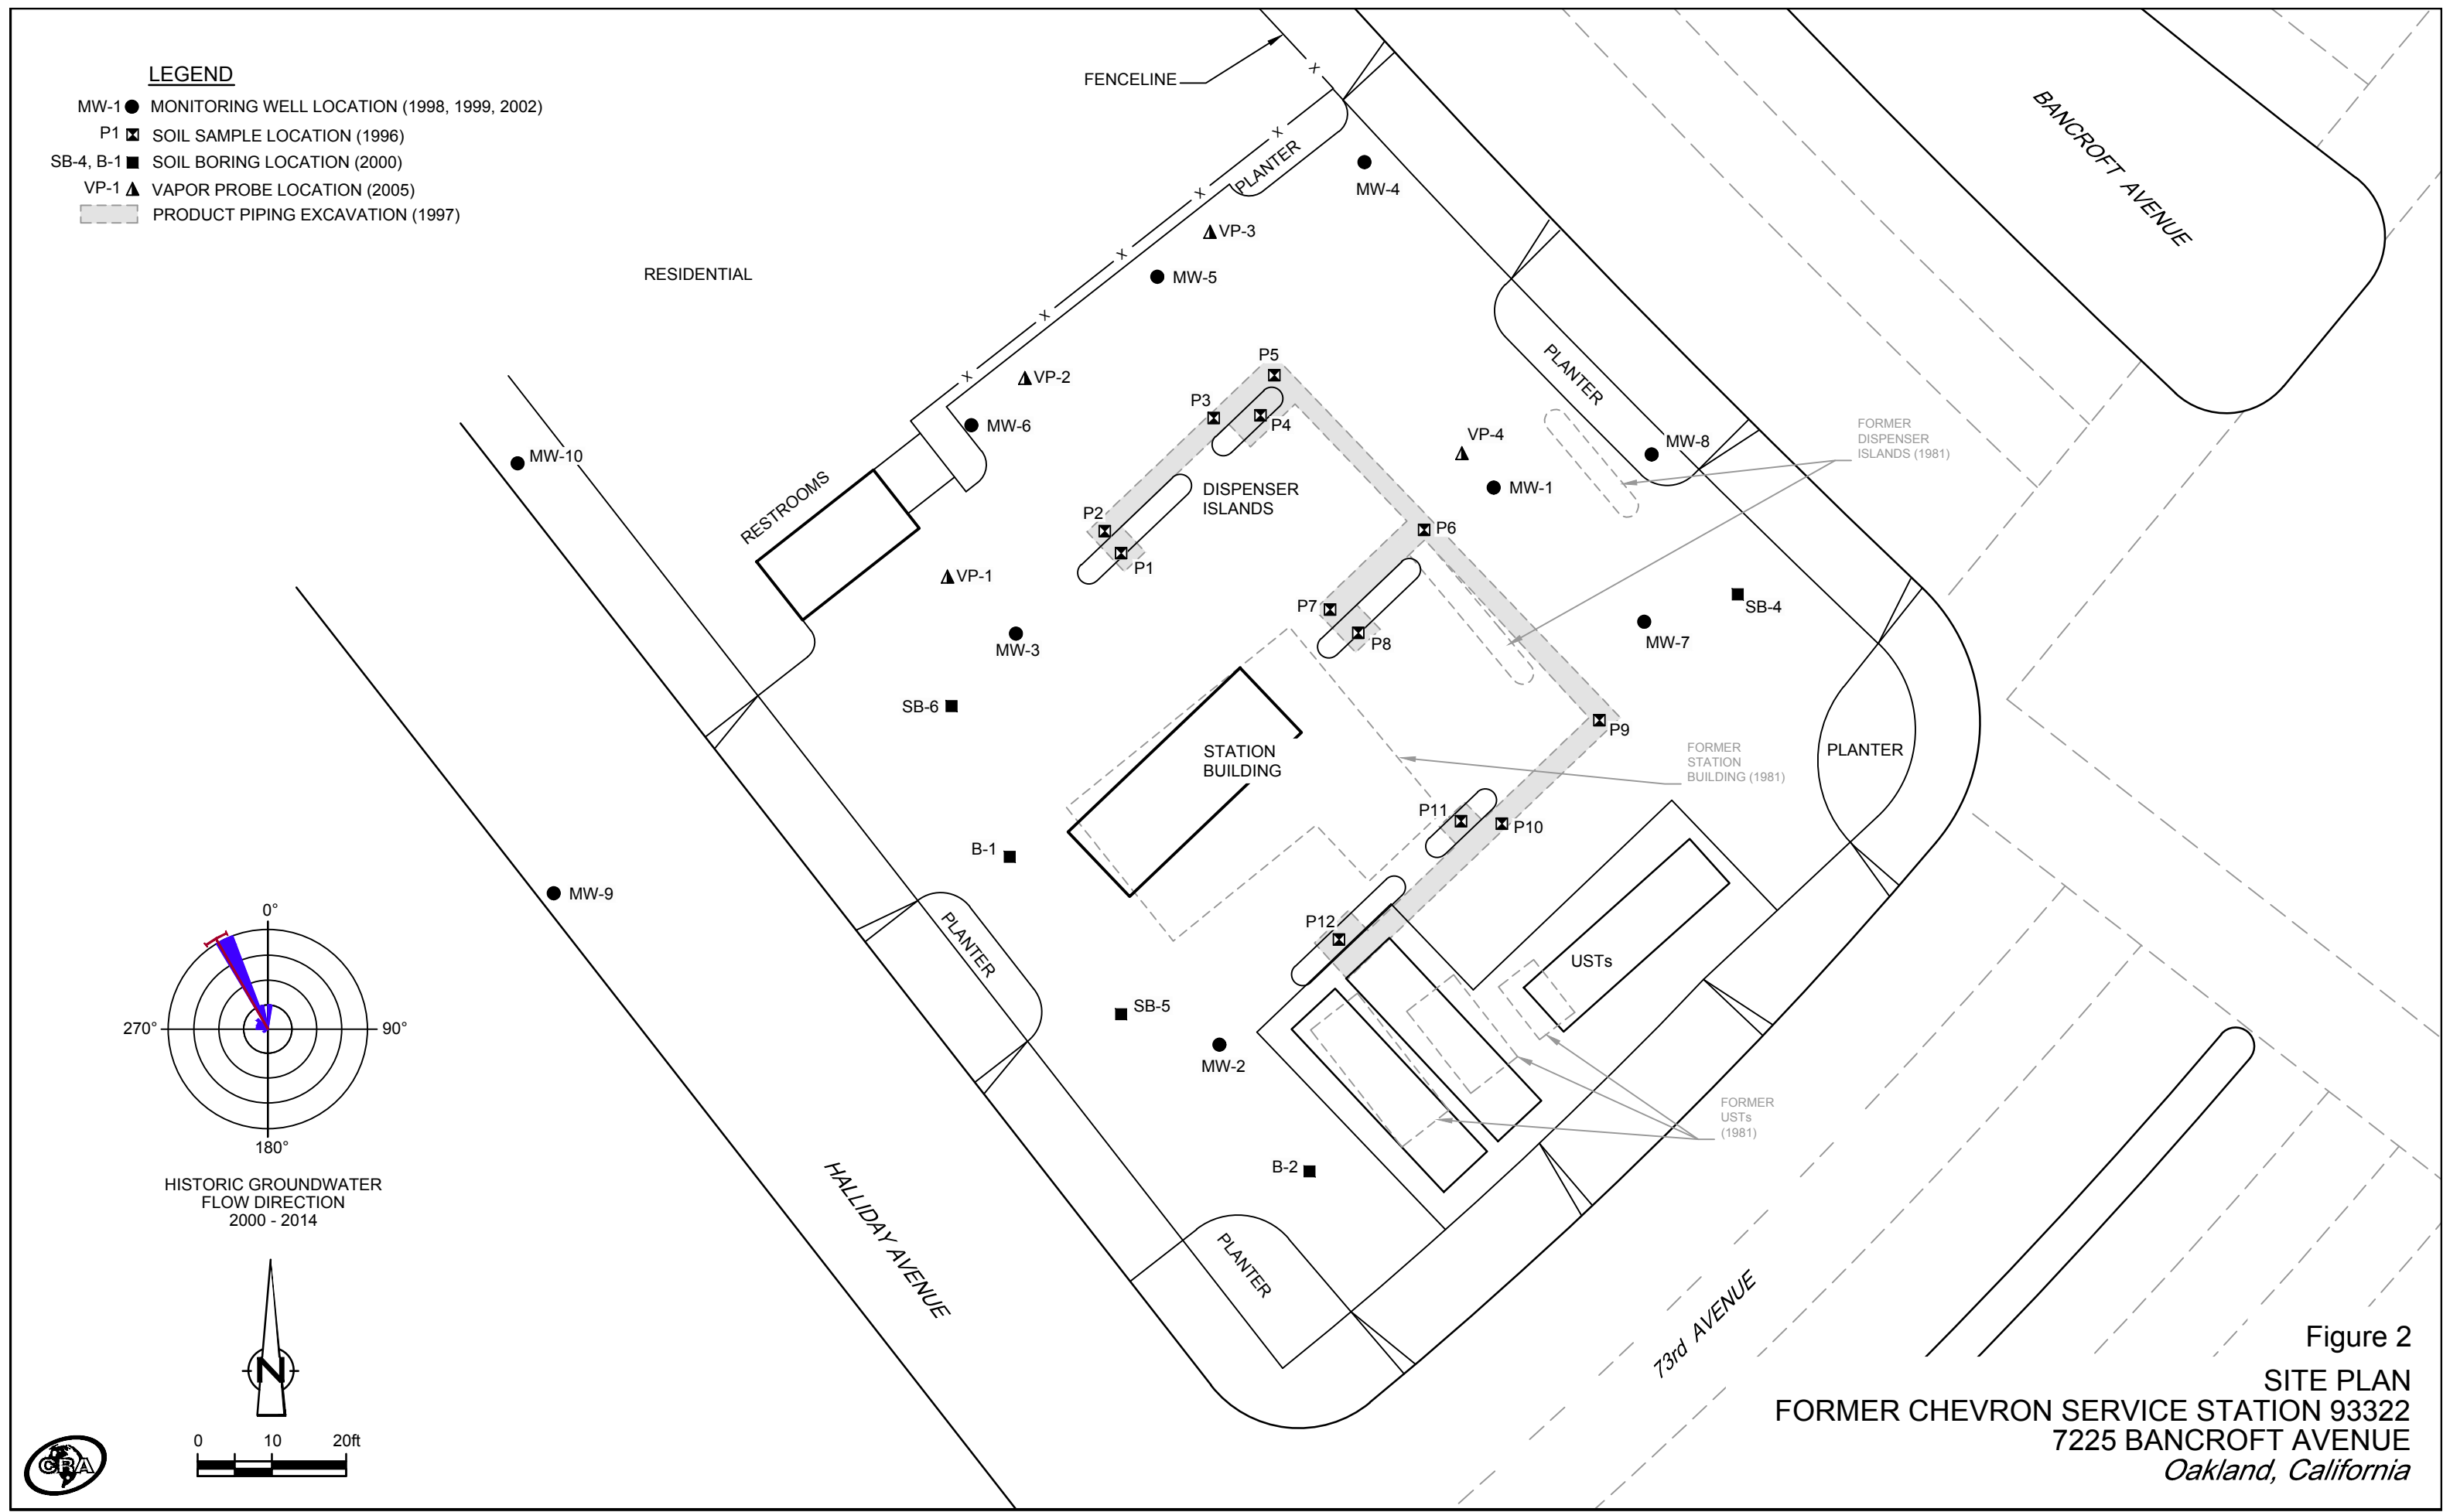 LEGEND
MW-1 MONITORING WELL LOCATION (1998, 1999, 2002)
P1 SOIL SAMPLE LOCATION (1996)
SB-4, B-1 SOIL BORING LOCATION (2000)
VP-1 VAPOR PROBE LOCATION (2005)
PRODUCT PIPING EXCAVATION (1997)
FENCELINE
X
X
X
X
X
X
PLANTER
MW-4
BANCROFT AVENUE
VP-3
RESIDENTIAL
MW-5
P5
VP-2
PLANTER
P3
P4
MW-6
VP-4
MW-8
FORMER
DISPENSER
ISLANDS (1981)
MW-10
RESTROOMS
DISPENSER
ISLANDS
MW-1
P2
P6
P1
VP-1
P7
SB-4
P8
MW-7
MW-3
SB-6
P9
STATION
BUILDING
FORMER
STATION
BUILDING (1981)
PLANTER
P11
P10
B-1
MW-9
P12
PLANTER
USTs
SB-5
MW-2
FORMER
USTs
(1981)
B-2
PLANTER
HALLIDAY AVENUE
73rd AVENUE
0°
270°
90°
180°
HISTORIC GROUNDWATER
FLOW DIRECTION
2000 - 2014
N
0 10 20ft
CRA
Figure 2
SITE PLAN
FORMER CHEVRON SERVICE STATION 93322
7225 BANCROFT AVENUE
Oakland, California